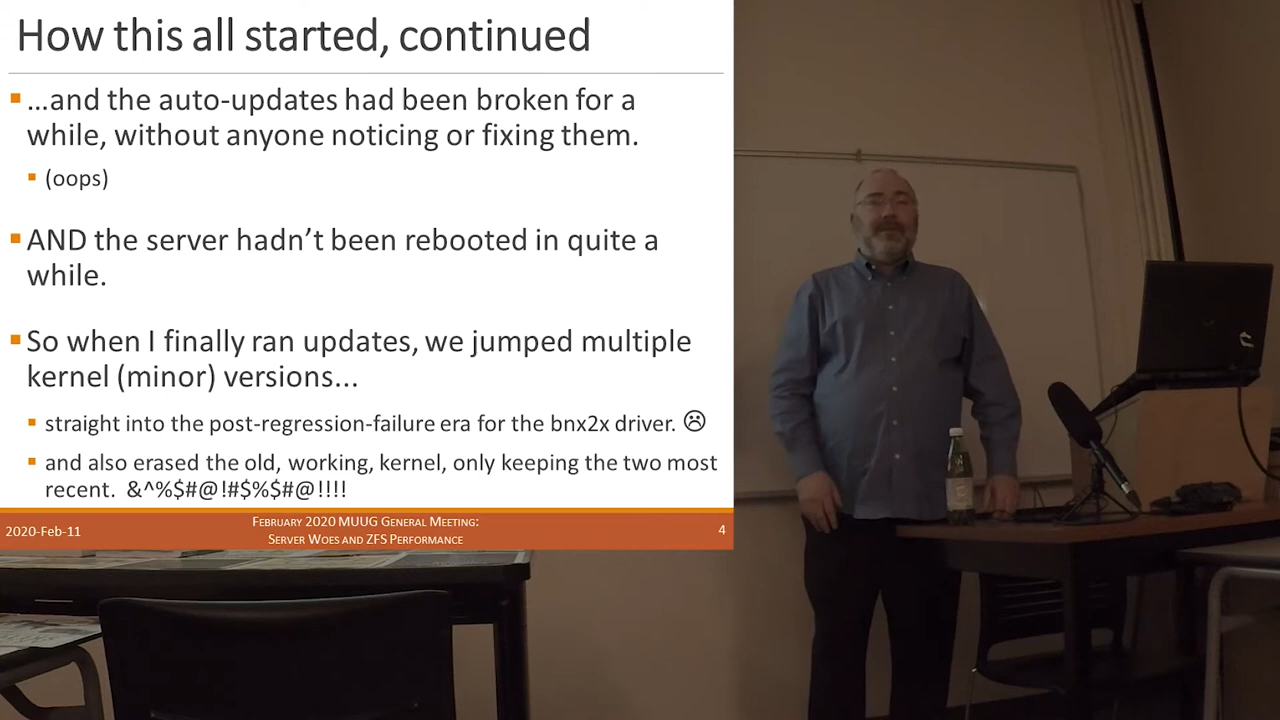 How this all started, continued
...and the auto-updates had been broken for a
while, without anyone noticing or fixing them.
(oops)
AND the server hadn't been rebooted in quite a
while.
So when I finally ran updates, we jumped multiple
kernel (minor) versions...
straight into the post-regression-failure era for the bnx2x driver. ☹
and also erased the old, working, kernel, only keeping the two most
recent. &^%$#@!#$%$#@!!!!
2020-Feb-11
February 2020 MUUG General Meeting:
Server Woes and ZFS Performance
4